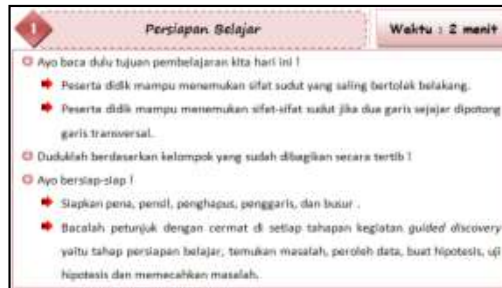 1
Persiapan Belajar
Waktu : 2 menit
Ayo baca dulu tujuan pembelajaran kita hari ini !
Peserta didik mampu menemukan sifat sudut yang saling bertolak belakang.
Peserta didik mampu menemukan sifat-sifat sudut jika dua garis sejajar dipotong
garis transversal.
Duduklah berdasarkan kelompok yang sudah dibagikan secara tertib !
Ayo bersiap-siap !
Siapkan pena, pensil, penghapus, penggaris, dan busur .
Bacalah petunjuk dengan cermat di setiap tahapan kegiatan guided discovery
yaitu tahap persiapan belajar, temukan masalah, peroleh data, buat hipotesis, uji
hipotesis dan memecahkan masalah.